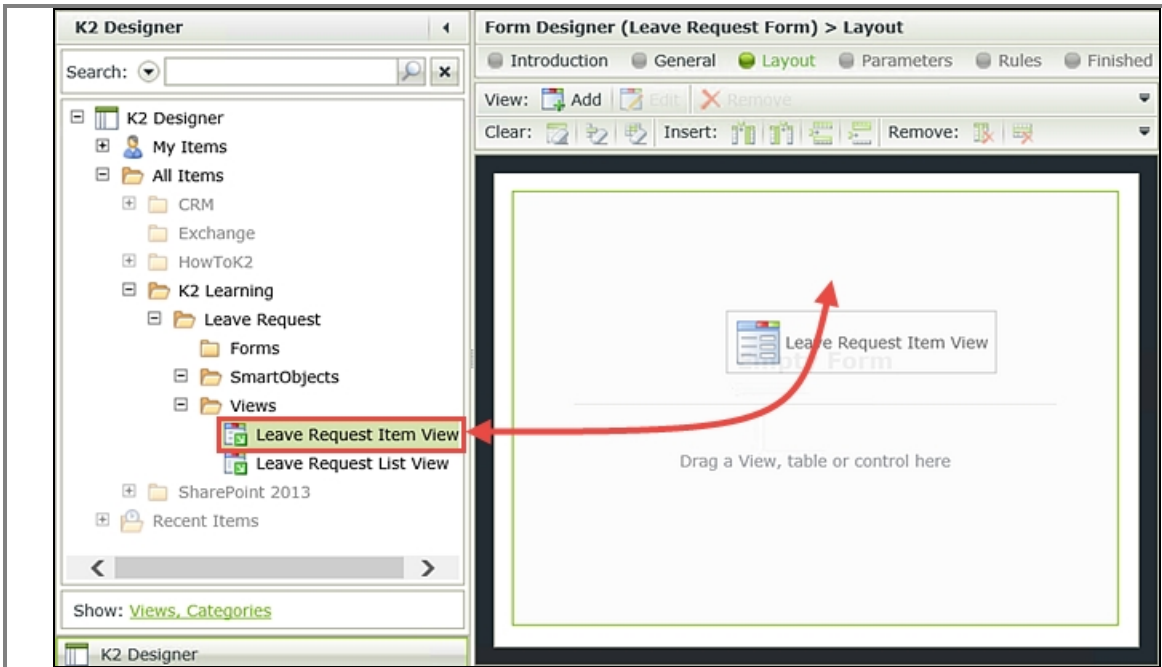 K2 Designer
Search:
K2 Designer
My Items
All Items
CRM
Exchange
HowToK2
K2 Learning
Leave Request
Forms
SmartObjects
Views
Leave Request Item View
Leave Request List View
SharePoint 2013
Recent Items
Show: Views, Categories
K2 Designer
Form Designer (Leave Request Form) > Layout
Introduction General Layout Parameters Rules Finished
View: Add Edit Remove
Clear: Insert: Remove:
Leave Request Item View
Empty Form
Drag a View, table or control here